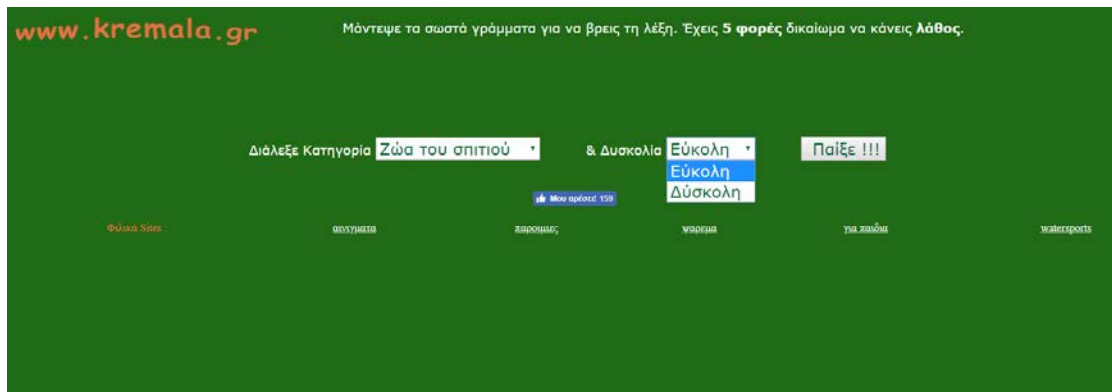 www.kremala.gr
Μάντεψε τα σωστά γράμματα για να βρεις τη λέξη. Έχεις 5 φορές δικαίωμα να κάνεις λάθος.
Διάλεξε Κατηγορία Ζώα του σπιτιού & Δυσκολία Εύκολη Παίξε !!!
Εύκολη
Δύσκολη
Μου αρέσει! 159
Φιλικά Sites : αινιγματα παροιμιες ψαρεμα για παιδια watersports